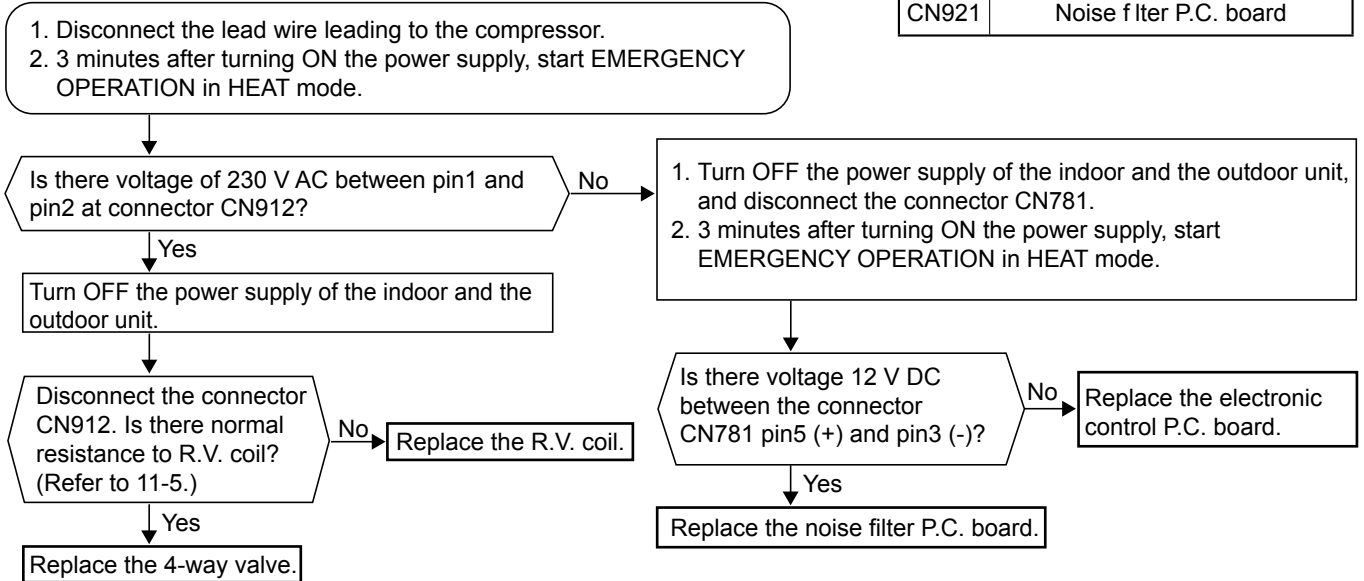 CN921 Noise f lter P.C. board
1. Disconnect the lead wire leading to the compressor.
2. 3 minutes after turning ON the power supply, start EMERGENCY
OPERATION in HEAT mode.
Is there voltage of 230 V AC between pin1 and
pin2 at connector CN912?
No
1. Turn OFF the power supply of the indoor and the outdoor unit,
and disconnect the connector CN781.
2. 3 minutes after turning ON the power supply, start
EMERGENCY OPERATION in HEAT mode.
Yes
Turn OFF the power supply of the indoor and the
outdoor unit.
Disconnect the connector
CN912. Is there normal
resistance to R.V. coil?
(Refer to 11-5.)
No
Replace the R.V. coil.
Yes
Replace the 4-way valve.
Is there voltage 12 V DC
between the connector
CN781 pin5 (+) and pin3 (-)?
No
Replace the electronic
control P.C. board.
Yes
Replace the noise filter P.C. board.